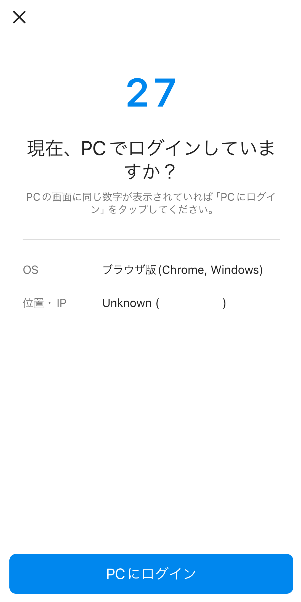 27
現在、PCでログインしていま
すか？
PCの画面に同じ数字が表示されていれば「PCにログイ
ン」をタップしてください。
OS ブラウザ版(Chrome, Windows)
位置・IP Unknown ( )
PCにログイン